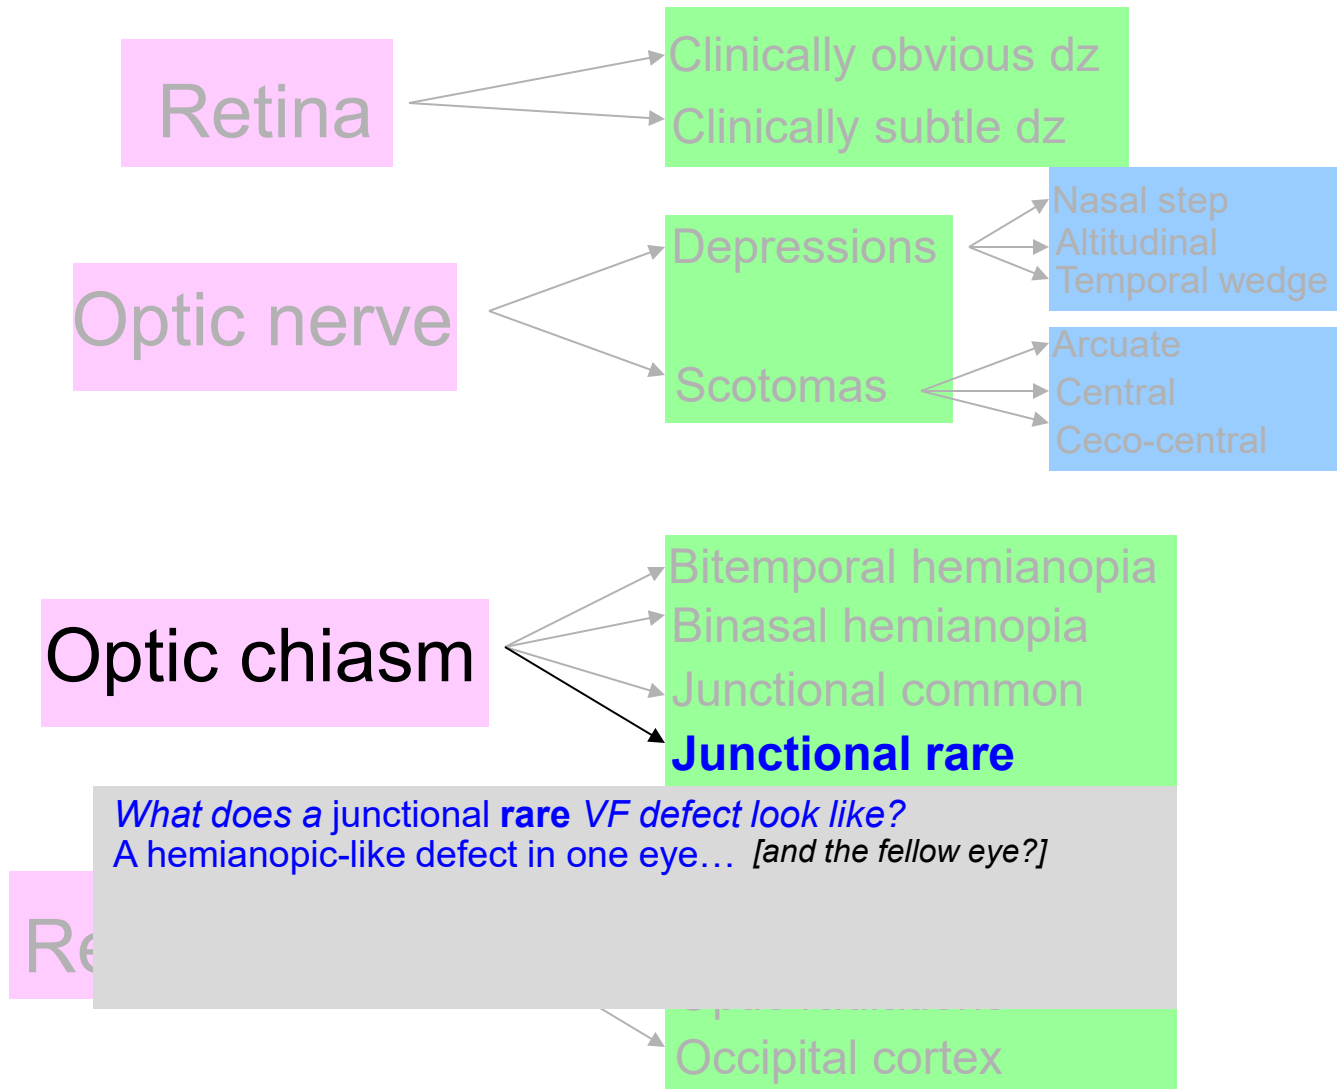 Retina
Clinically obvious dz
Clinically subtle dz
Optic nerve
Depressions
Nasal step
Altitudinal
Temporal wedge
Scotomas
Arcuate
Central
Ceco-central
Optic chiasm
Bitemporal hemianopia
Binasal hemianopia
Junctional common
Junctional rare
What does a junctional rare VF defect look like?
A hemianopic-like defect in one eye… [and the fellow eye?]
Re
Occipital cortex